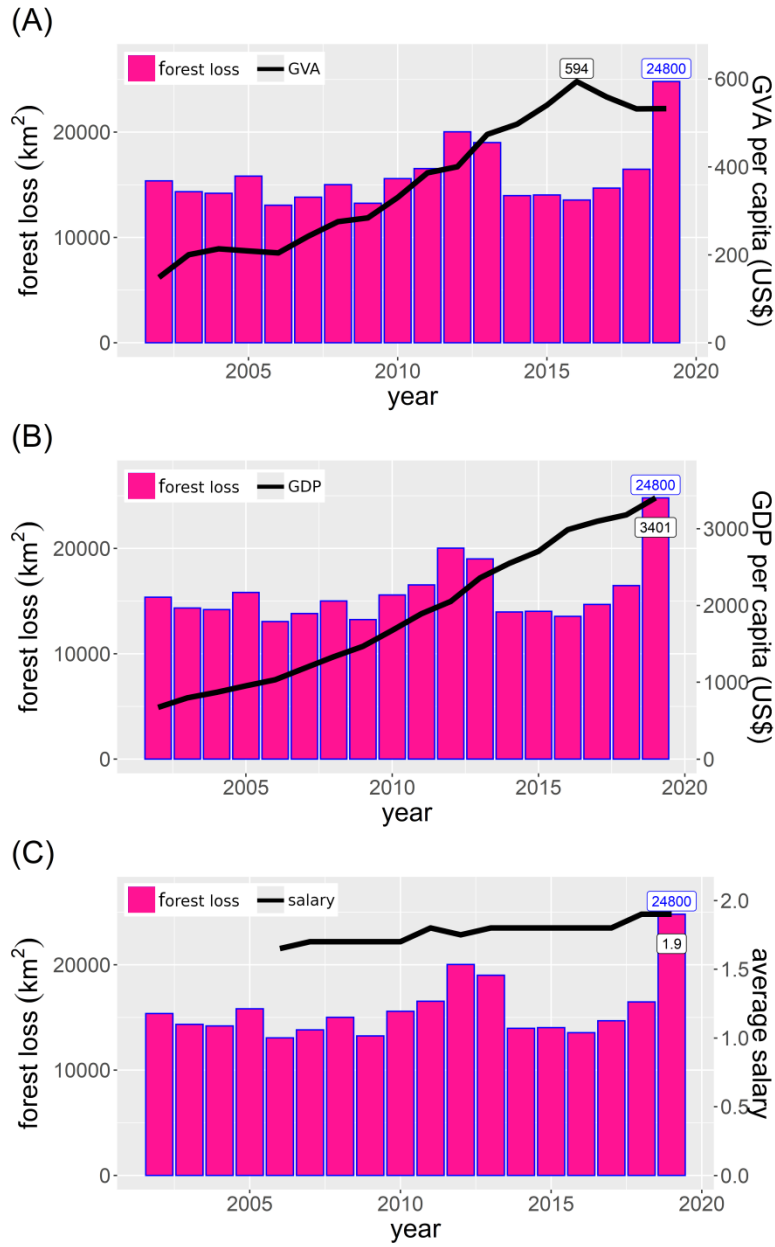 (A)
forest loss GVA
594
24800
forest loss (km²)
20000
10000
0
600
400
200
0
GVA per capita (US$)
2005 2010 2015 2020
year
(B)
forest loss GDP
24800
3401
forest loss (km²)
20000
10000
0
3000
2000
1000
0
GDP per capita (US$)
2005 2010 2015 2020
year
(C)
forest loss salary
24800
1.9
forest loss (km²)
20000
10000
0
2.0
1.5
1.0
0.5
0.0
average salary
2005 2010 2015 2020
year